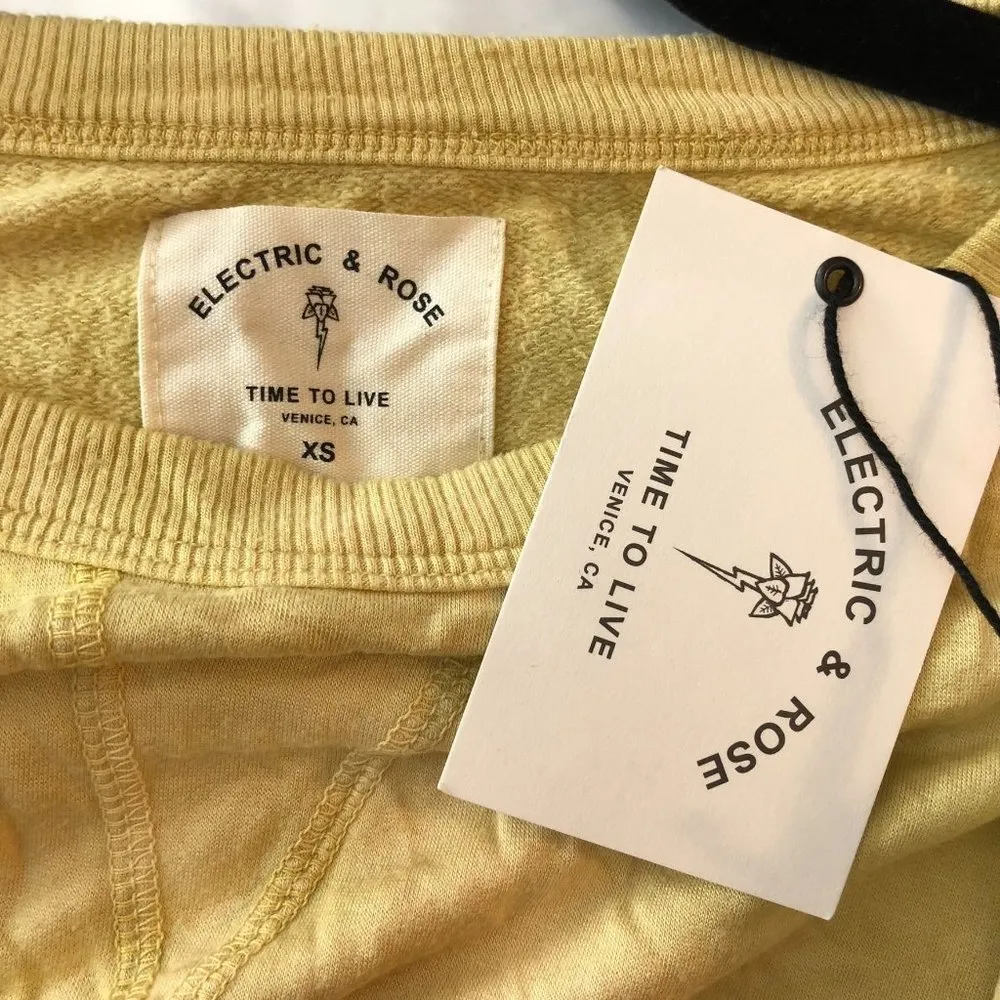 ELECTRIC & ROSE
TIME TO LIVE
VENICE, CA
XS
ELECTRIC & ROSE
TIME TO LIVE
VENICE, CA